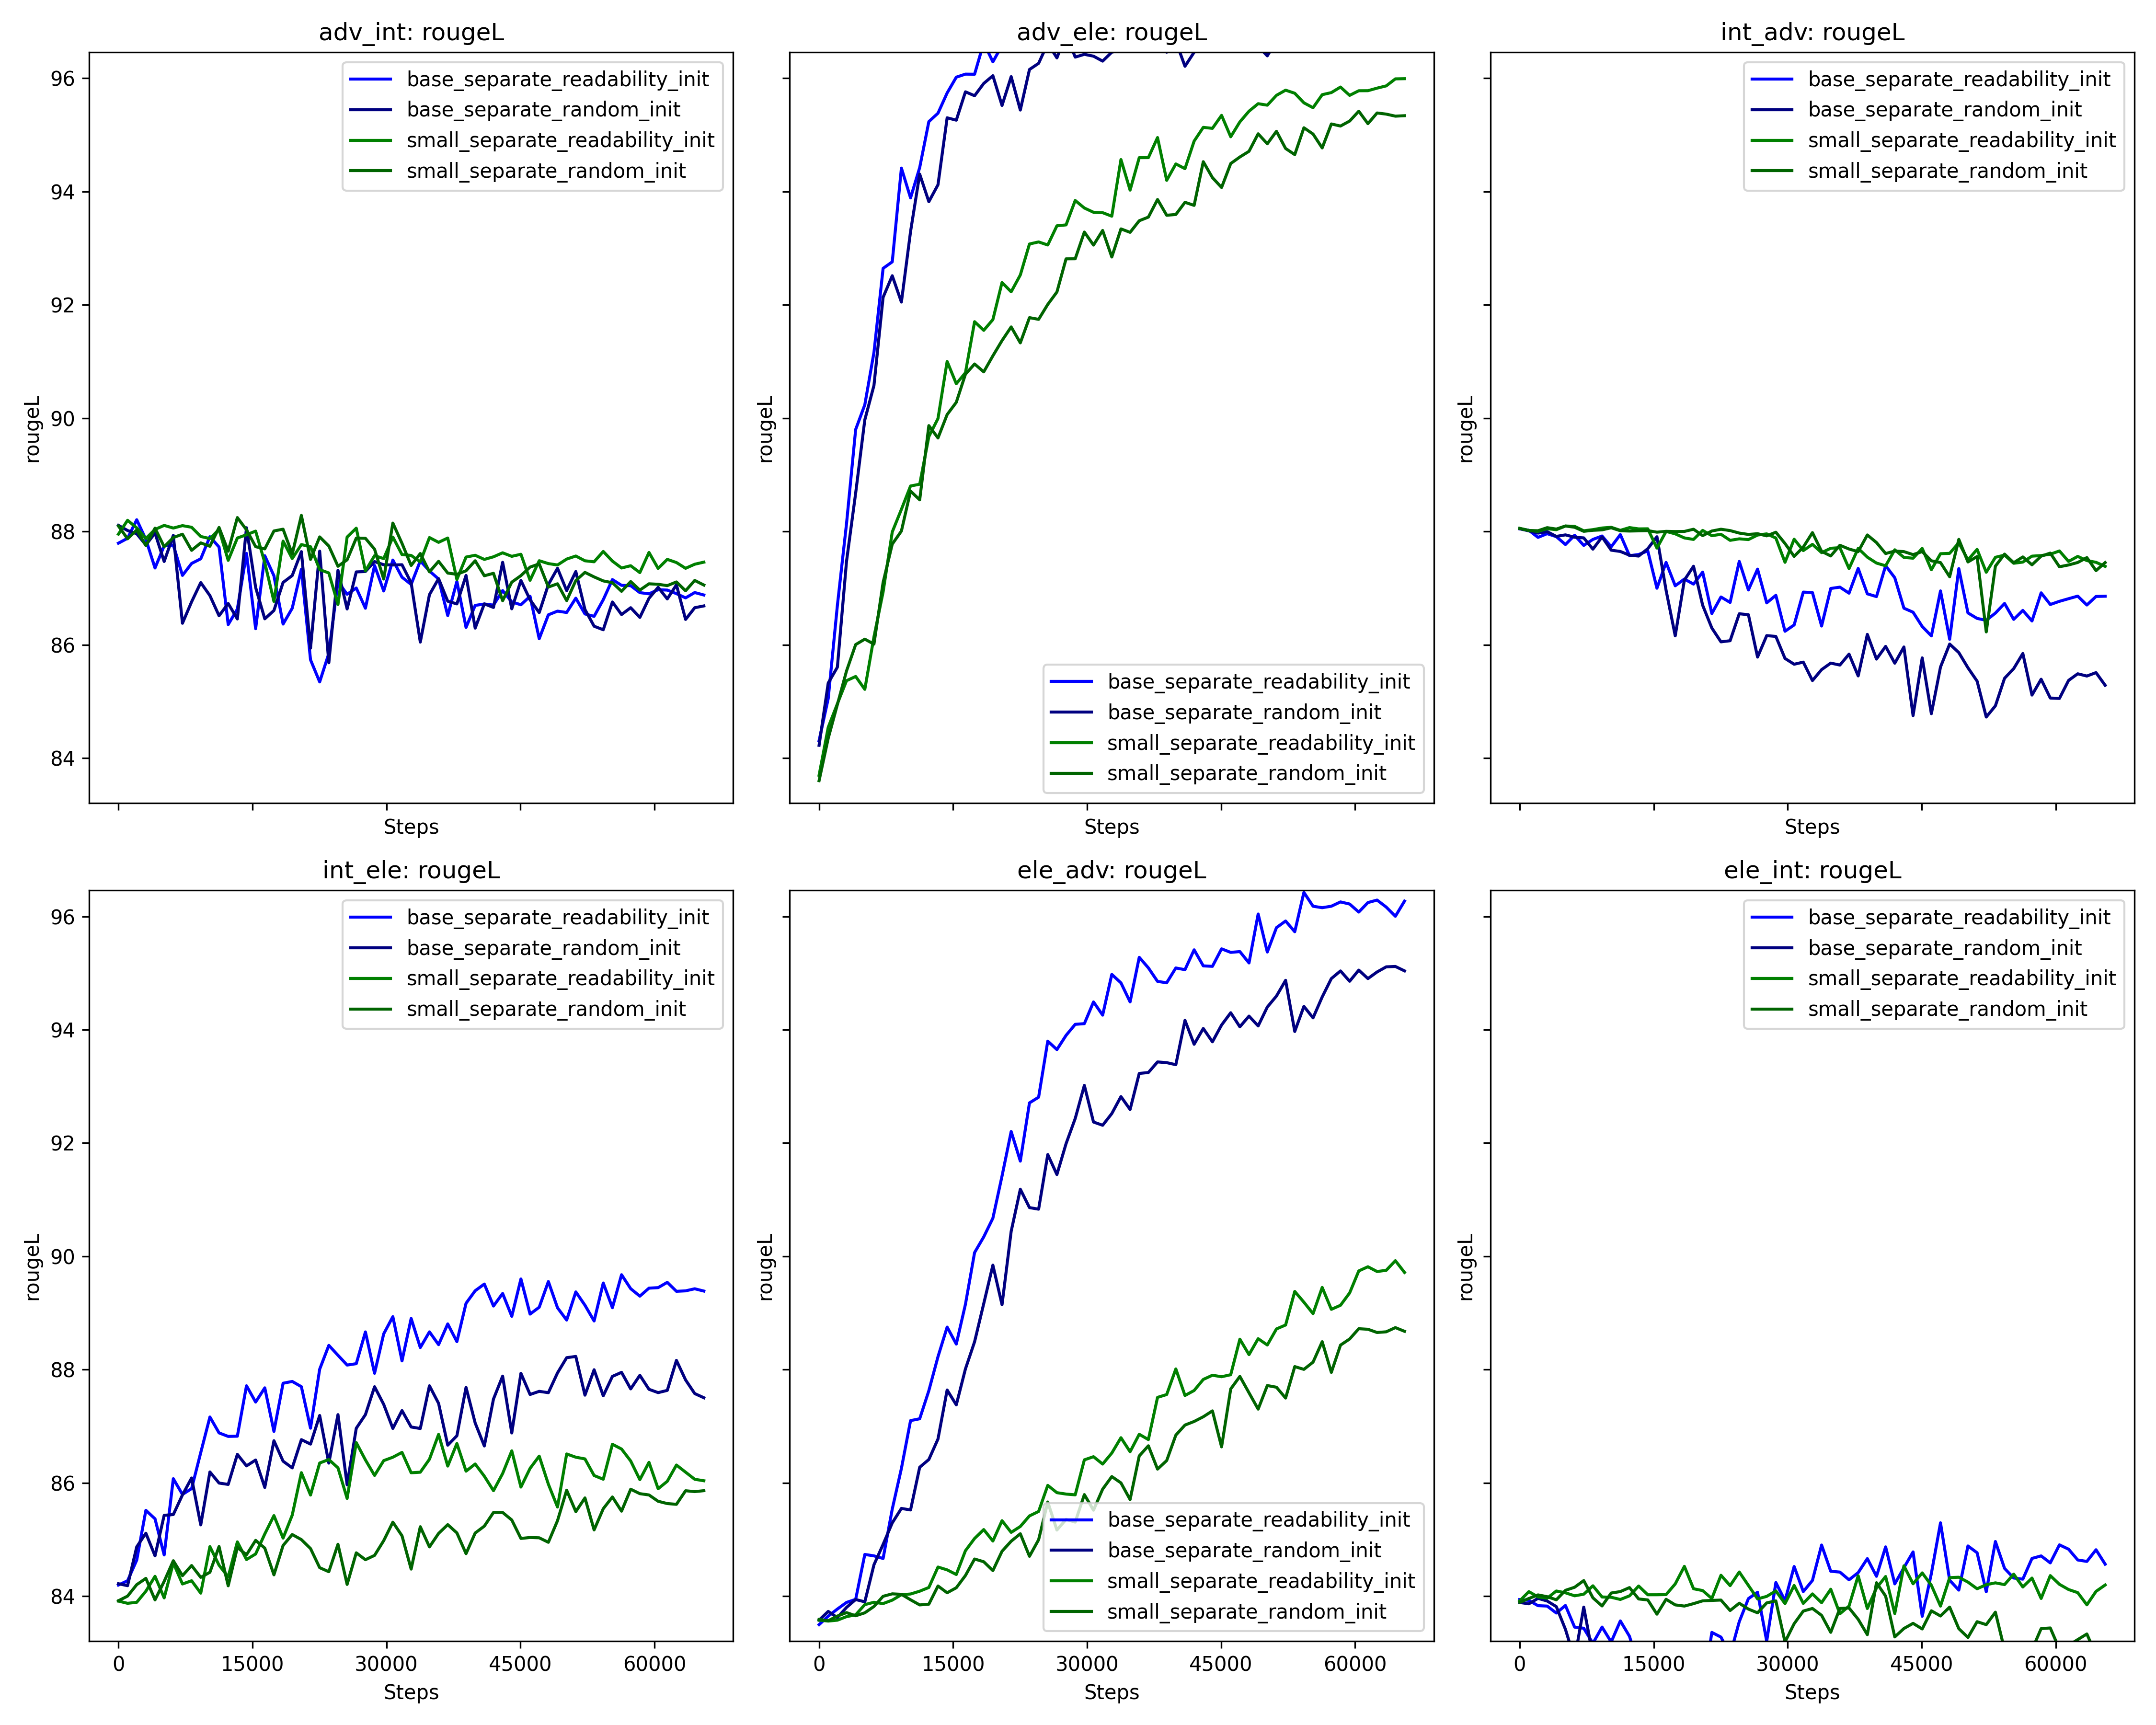 adv_int: rougeL
96
94
92
90
88
86
84
rougeL
Steps
base_separate_readability_init
base_separate_random_init
small_separate_readability_init
small_separate_random_init
adv_ele: rougeL
rougeL
Steps
base_separate_readability_init
base_separate_random_init
small_separate_readability_init
small_separate_random_init
int_adv: rougeL
rougeL
Steps
base_separate_readability_init
base_separate_random_init
small_separate_readability_init
small_separate_random_init
int_ele: rougeL
96
94
92
90
88
86
84
rougeL
0 15000 30000 45000 60000
Steps
base_separate_readability_init
base_separate_random_init
small_separate_readability_init
small_separate_random_init
ele_adv: rougeL
rougeL
0 15000 30000 45000 60000
Steps
base_separate_readability_init
base_separate_random_init
small_separate_readability_init
small_separate_random_init
ele_int: rougeL
rougeL
0 15000 30000 45000 60000
Steps
base_separate_readability_init
base_separate_random_init
small_separate_readability_init
small_separate_random_init